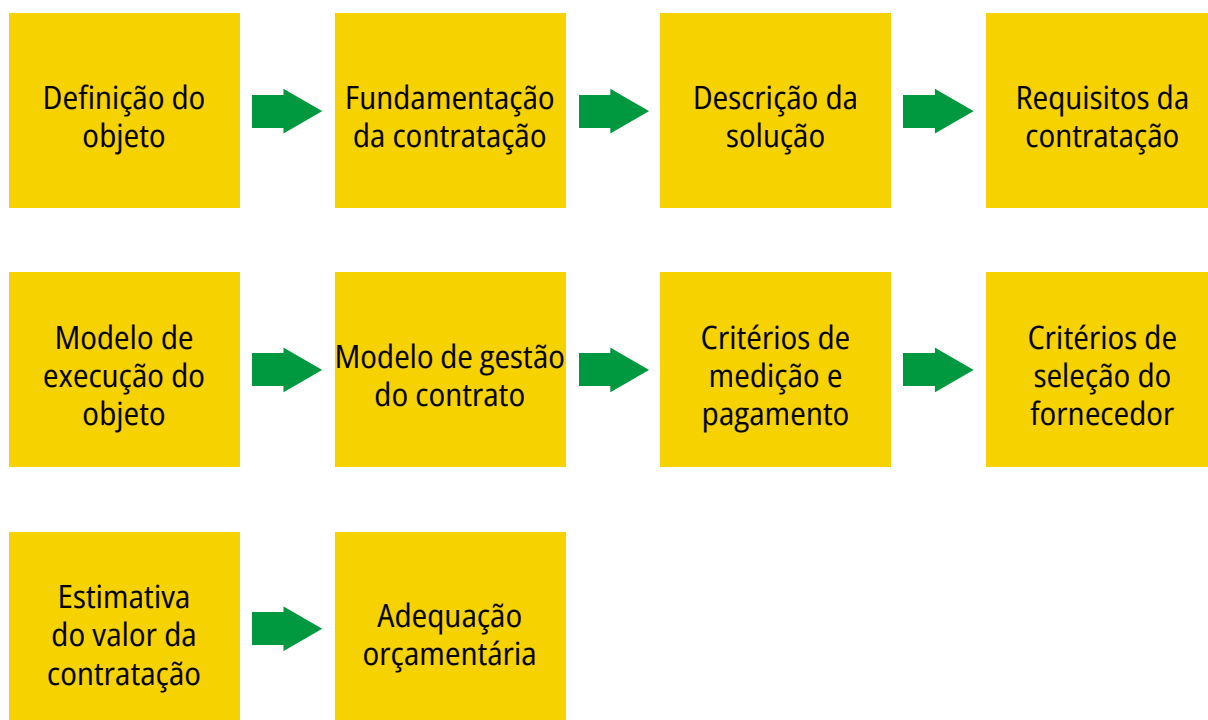 Definição do
objeto
Fundamentação
da contratação
Descrição da
solução
Requisitos da
contratação
Modelo de
execução do
objeto
Modelo de gestão
do contrato
Critérios de
medição e
pagamento
Critérios de
seleção do
fornecedor
Estimativa
do valor da
contratação
Adequação
orçamentária